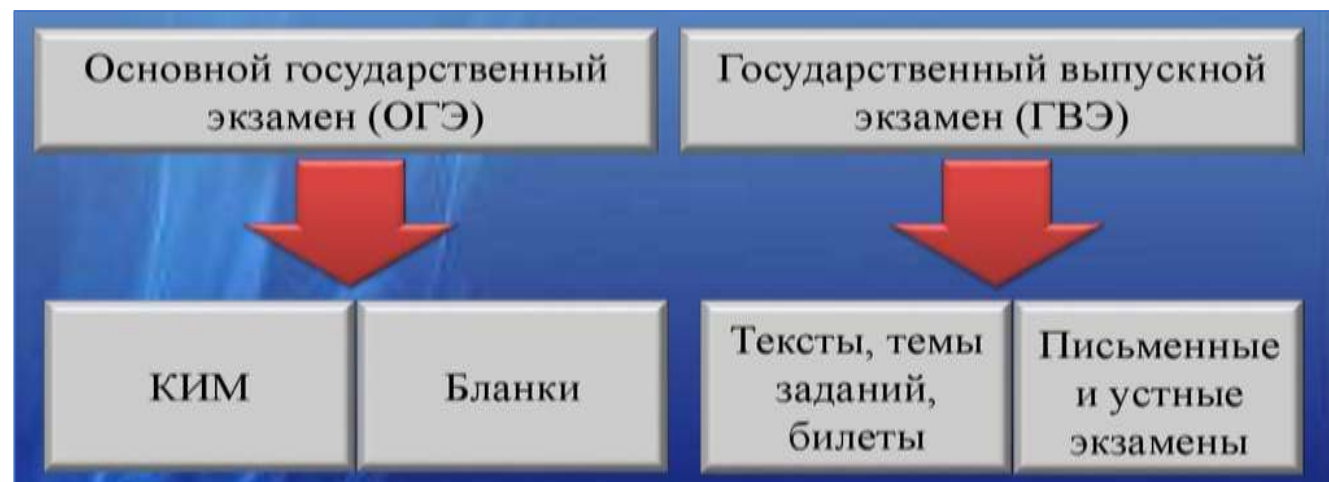 Основной государственный
экзамен (ОГЭ)
Государственный выпускной
экзамен (ГВЭ)
КИМ
Бланки
Тексты, темы
заданий,
билеты
Письменные
и устные
экзамены